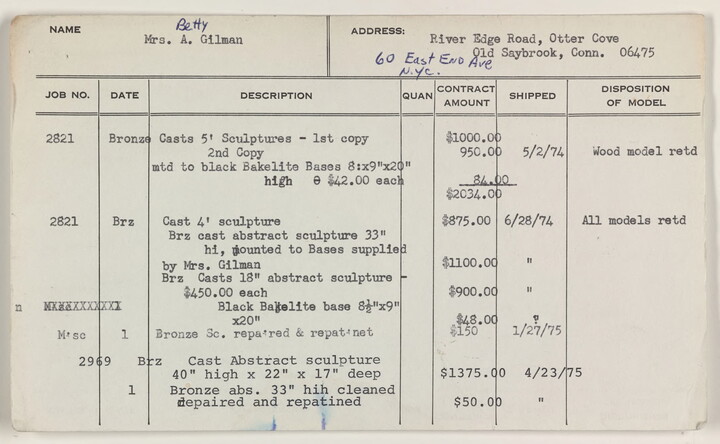 NAME
Betty
Mrs. A. Gilman
ADDRESS:
River Edge Road, Otter Cove
Old Saybrook, Conn. 06475
60 East End Ave
N.Y.C.
JOB NO. DATE DESCRIPTION QUAN CONTRACT AMOUNT SHIPPED DISPOSITION OF MODEL
2821 Bronze Casts 5' Sculptures - 1st copy $1000.00
2nd Copy 950.00 5/2/74 Wood model retd
mtd to black Bakelite Bases 8:x9"x20"
high @ $42.00 each 84.00
$2034.00
2821 Brz Cast 4' sculpture $875.00 6/28/74 All models retd
Brz cast abstract sculpture 33"
hi, mounted to Bases supplied
by Mrs. Gilman $1100.00 "
Brz Casts 18" abstract sculpture -
$450.00 each $900.00 "
n Black Bakelite base 8½"x9"
x20" $48.00 "
Misc 1 Bronze Sc. repaired & repatinet $150 1/27/75
2969 Brz Cast Abstract sculpture
40" high x 22" x 17" deep $1375.00 4/23/75
1 Bronze abs. 33" hih cleaned
depaired and repatined $50.00 "